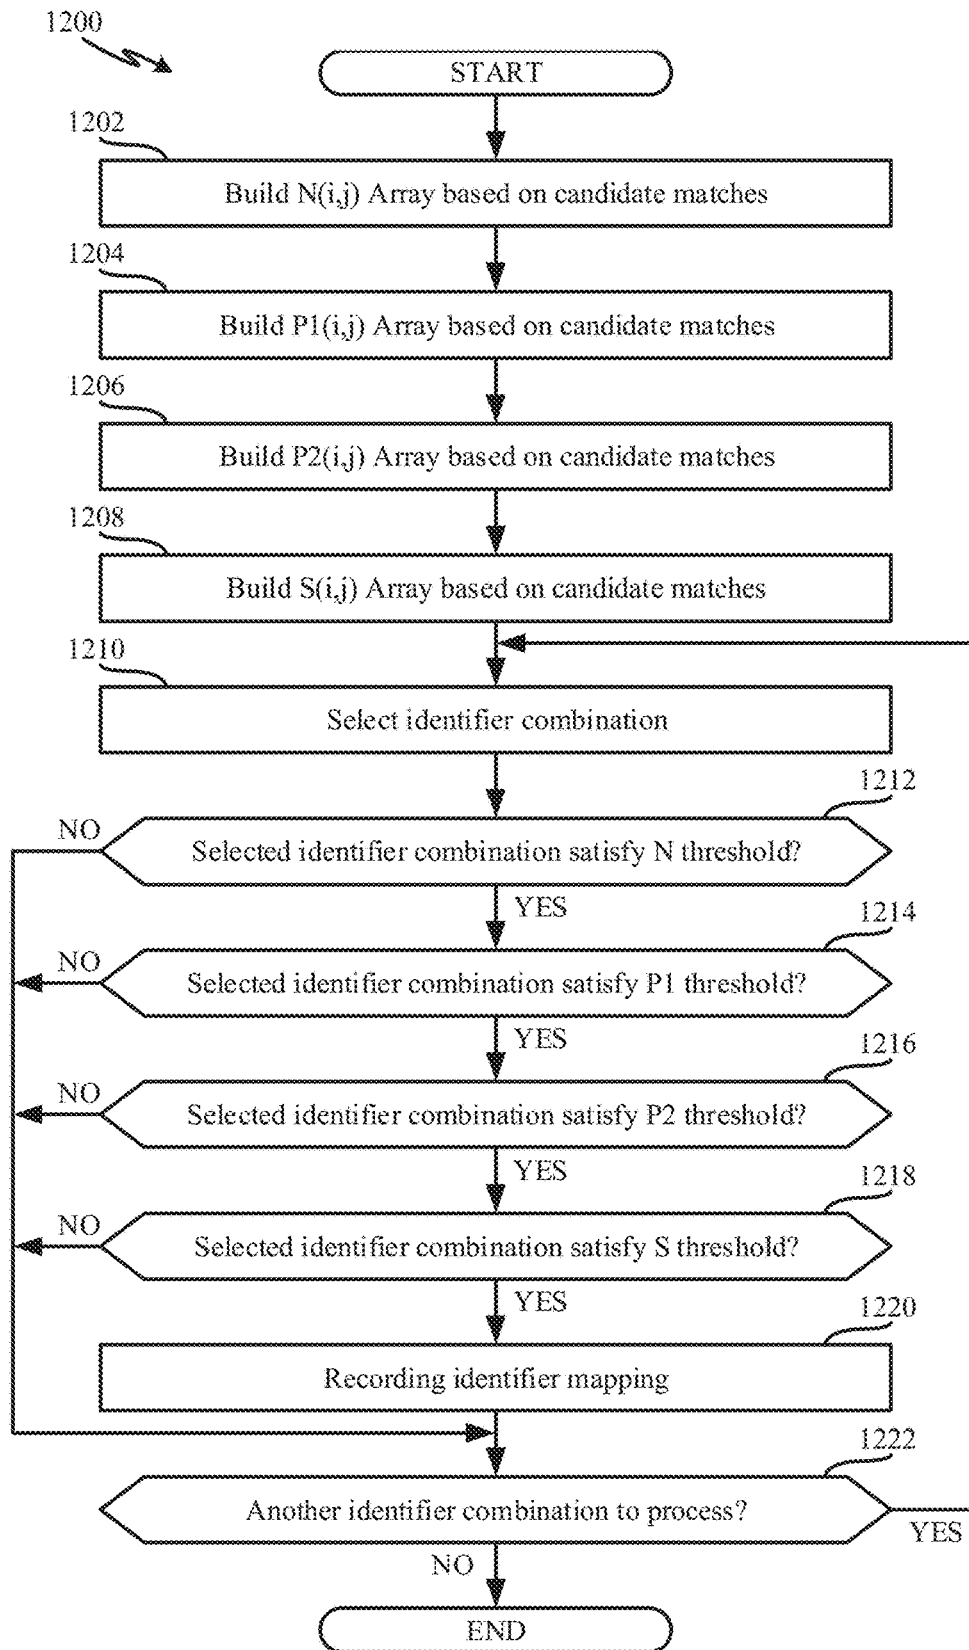 1200
START
1202
Build N(i,j) Array based on candidate matches
1204
Build P1(i,j) Array based on candidate matches
1206
Build P2(i,j) Array based on candidate matches
1208
Build S(i,j) Array based on candidate matches
1210
Select identifier combination
1212
NO
Selected identifier combination satisfy N threshold?
YES
1214
NO
Selected identifier combination satisfy P1 threshold?
YES
1216
NO
Selected identifier combination satisfy P2 threshold?
YES
1218
NO
Selected identifier combination satisfy S threshold?
YES
1220
Recording identifier mapping
1222
Another identifier combination to process?
YES
NO
END